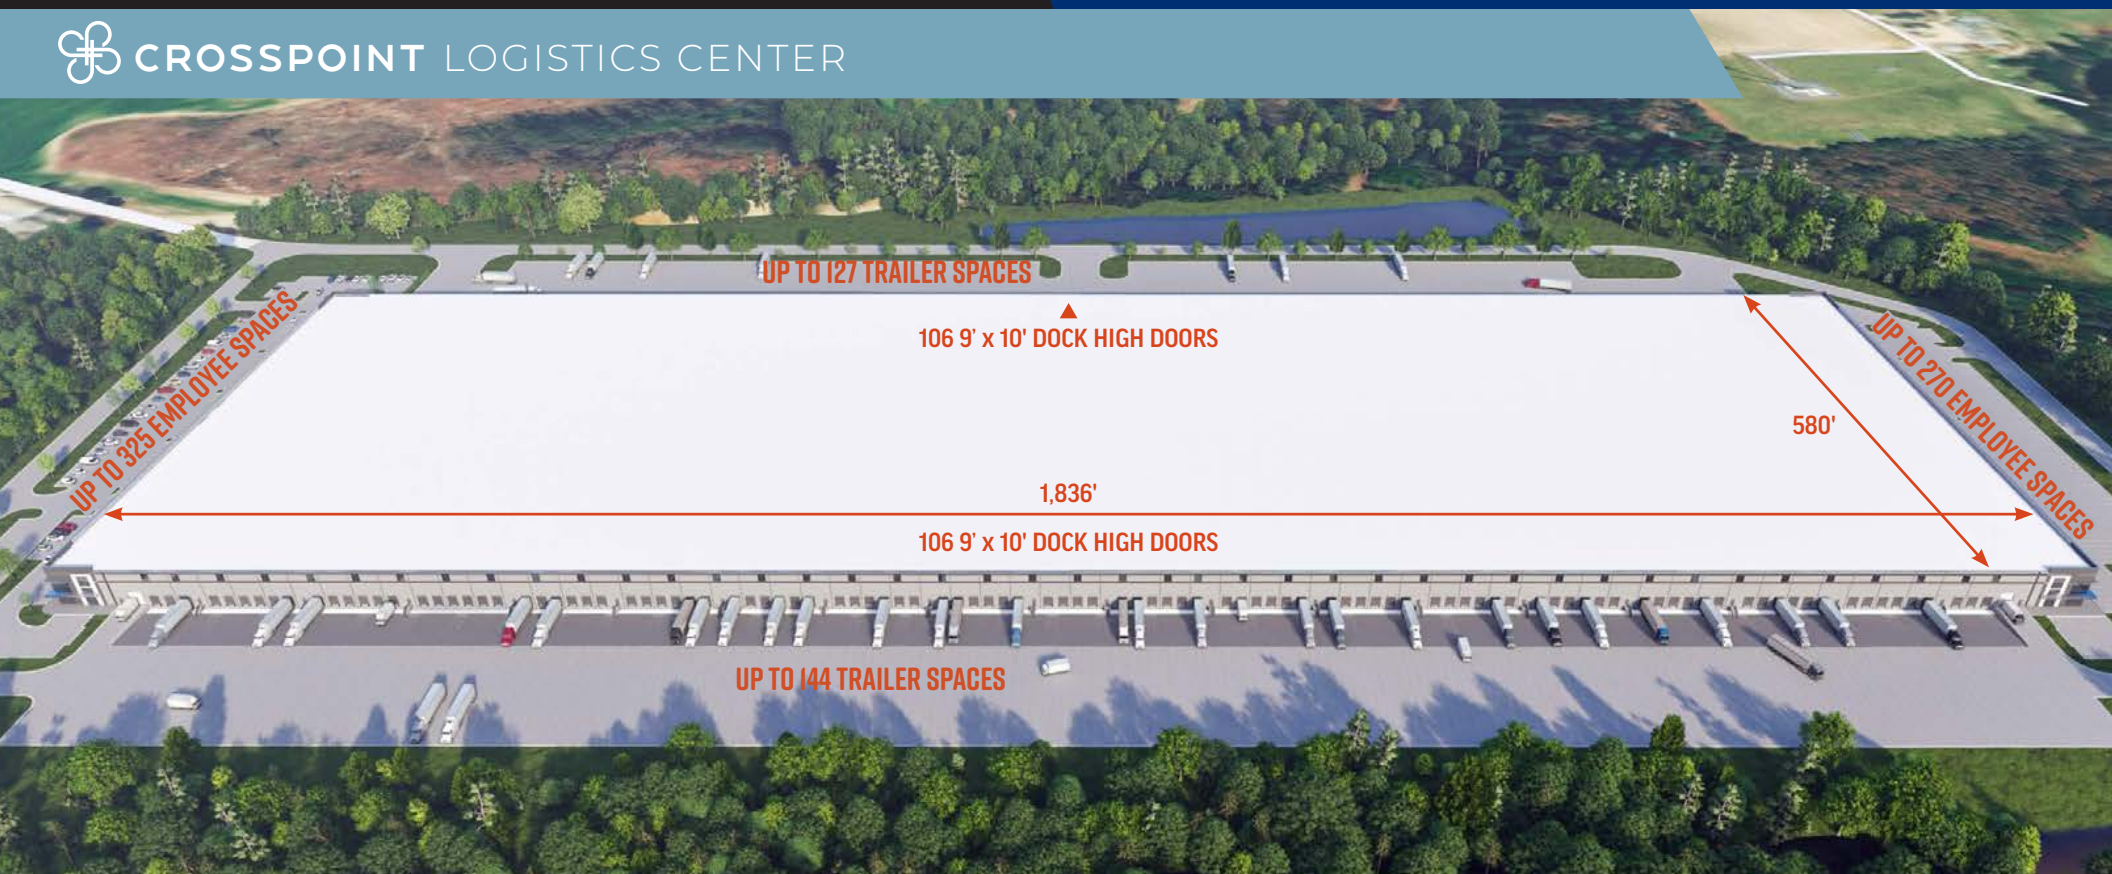 CROSSPOINT LOGISTICS CENTER
UP TO 127 TRAILER SPACES
106 9’ x 10' DOCK HIGH DOORS
UP TO 325 EMPLOYEE SPACES
UP TO 270 EMPLOYEE SPACES
580'
1,836'
106 9’ x 10' DOCK HIGH DOORS
UP TO 144 TRAILER SPACES